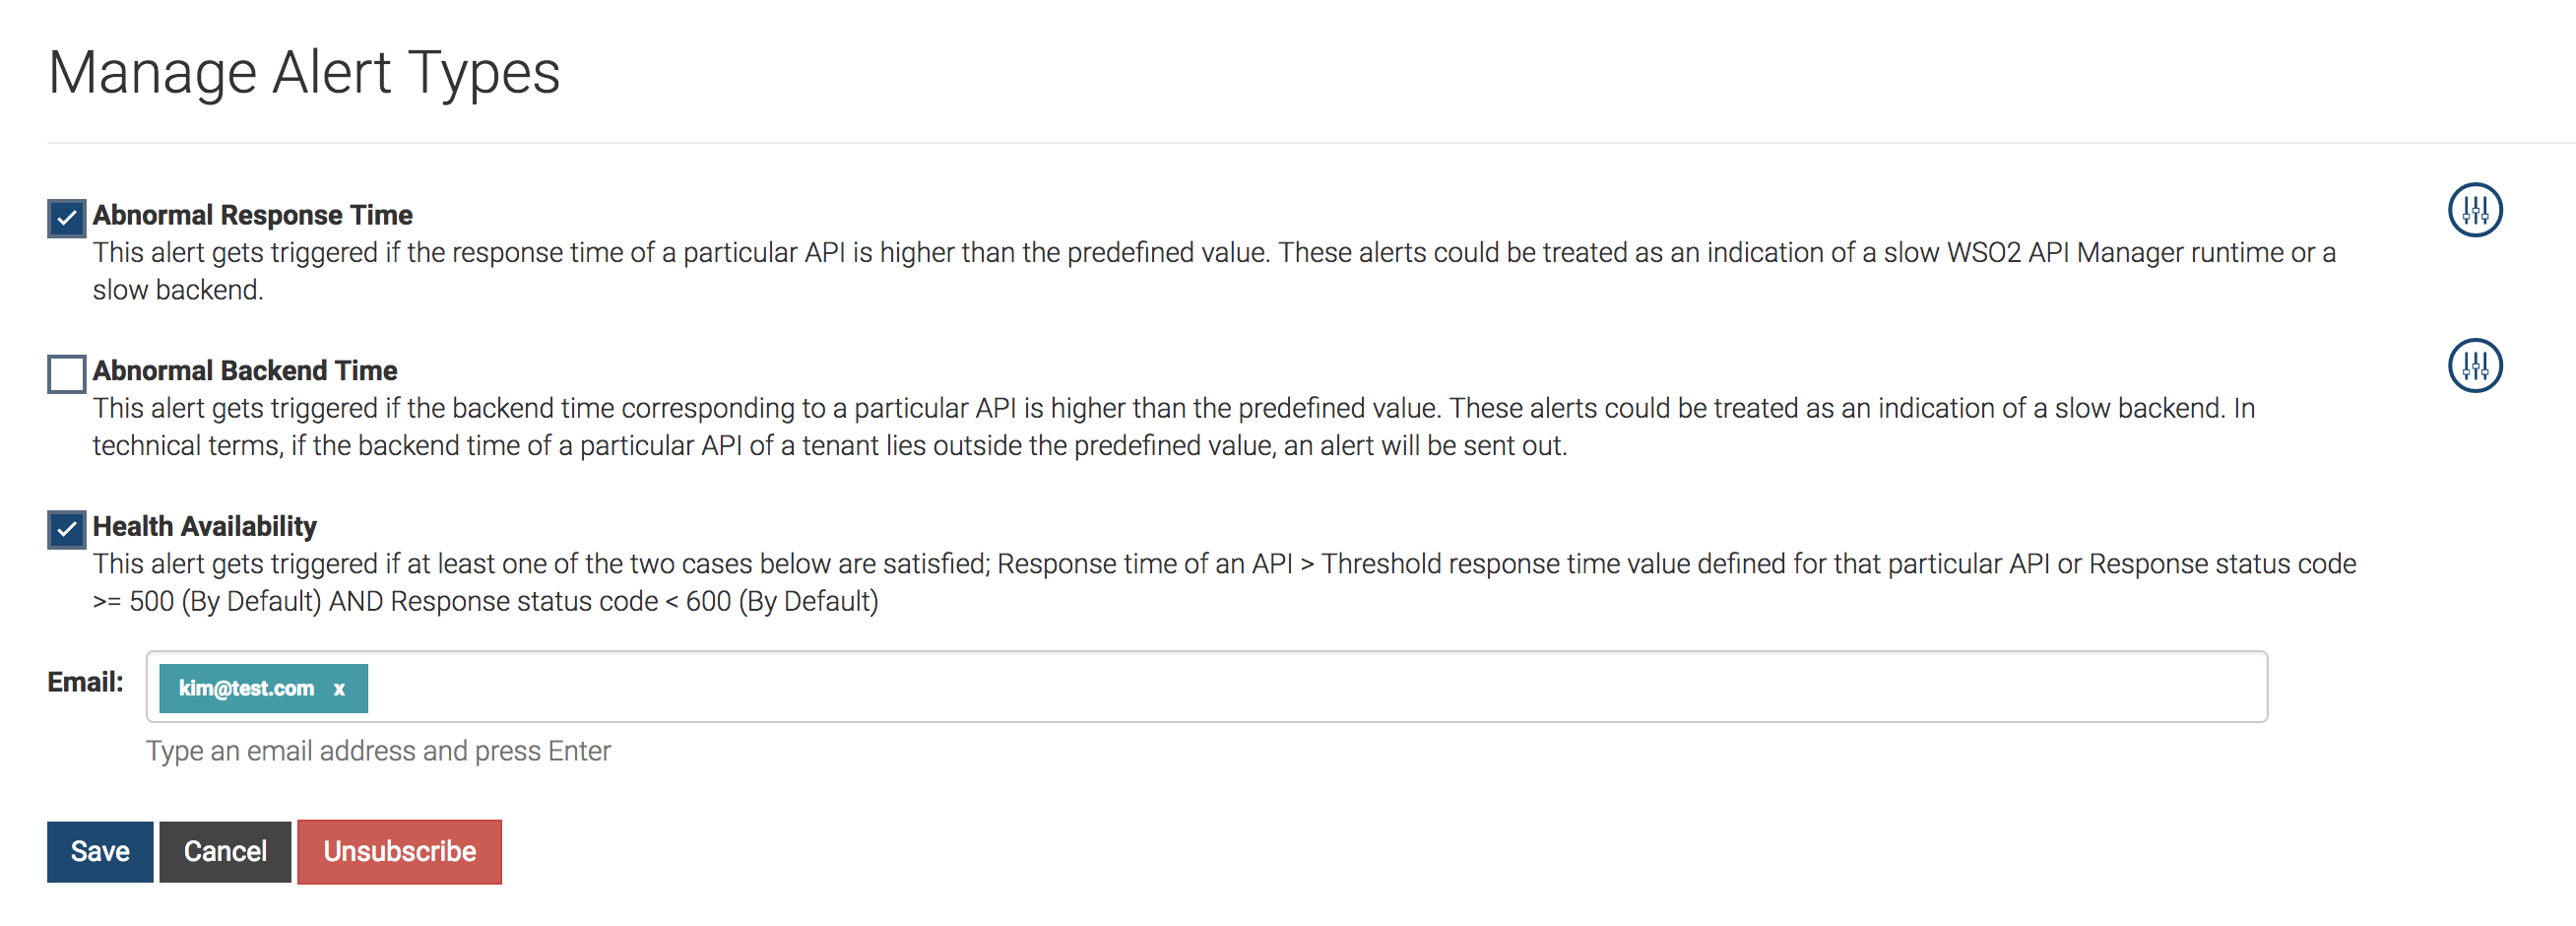 Manage Alert Types
Abnormal Response Time
This alert gets triggered if the response time of a particular API is higher than the predefined value. These alerts could be treated as an indication of a slow WSO2 API Manager runtime or a
slow backend.
Abnormal Backend Time
This alert gets triggered if the backend time corresponding to a particular API is higher than the predefined value. These alerts could be treated as an indication of a slow backend. In
technical terms, if the backend time of a particular API of a tenant lies outside the predefined value, an alert will be sent out.
Health Availability
This alert gets triggered if at least one of the two cases below are satisfied; Response time of an API > Threshold response time value defined for that particular API or Response status code
>= 500 (By Default) AND Response status code < 600 (By Default)
Email: kim@test.com x
Type an email address and press Enter
Save Cancel Unsubscribe